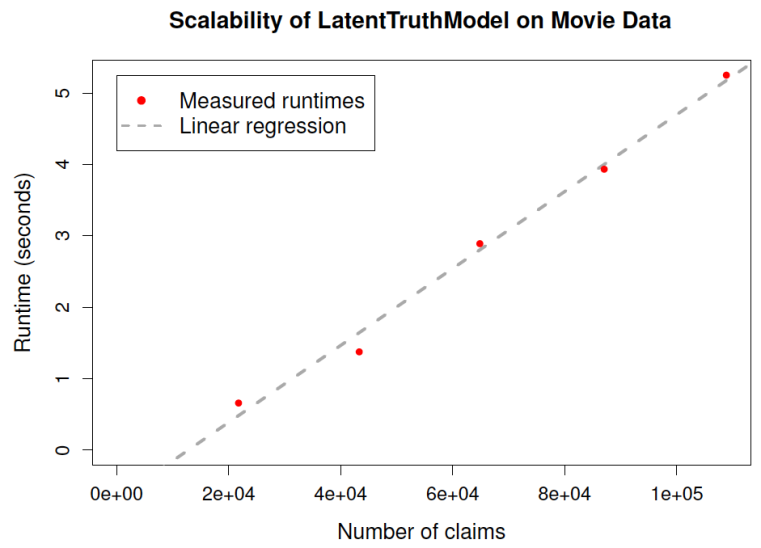 Scalability of LatentTruthModel on Movie Data
Measured runtimes
Linear regression
Runtime (seconds)
5
4
3
2
1
0
0e+00 2e+04 4e+04 6e+04 8e+04 1e+05
Number of claims